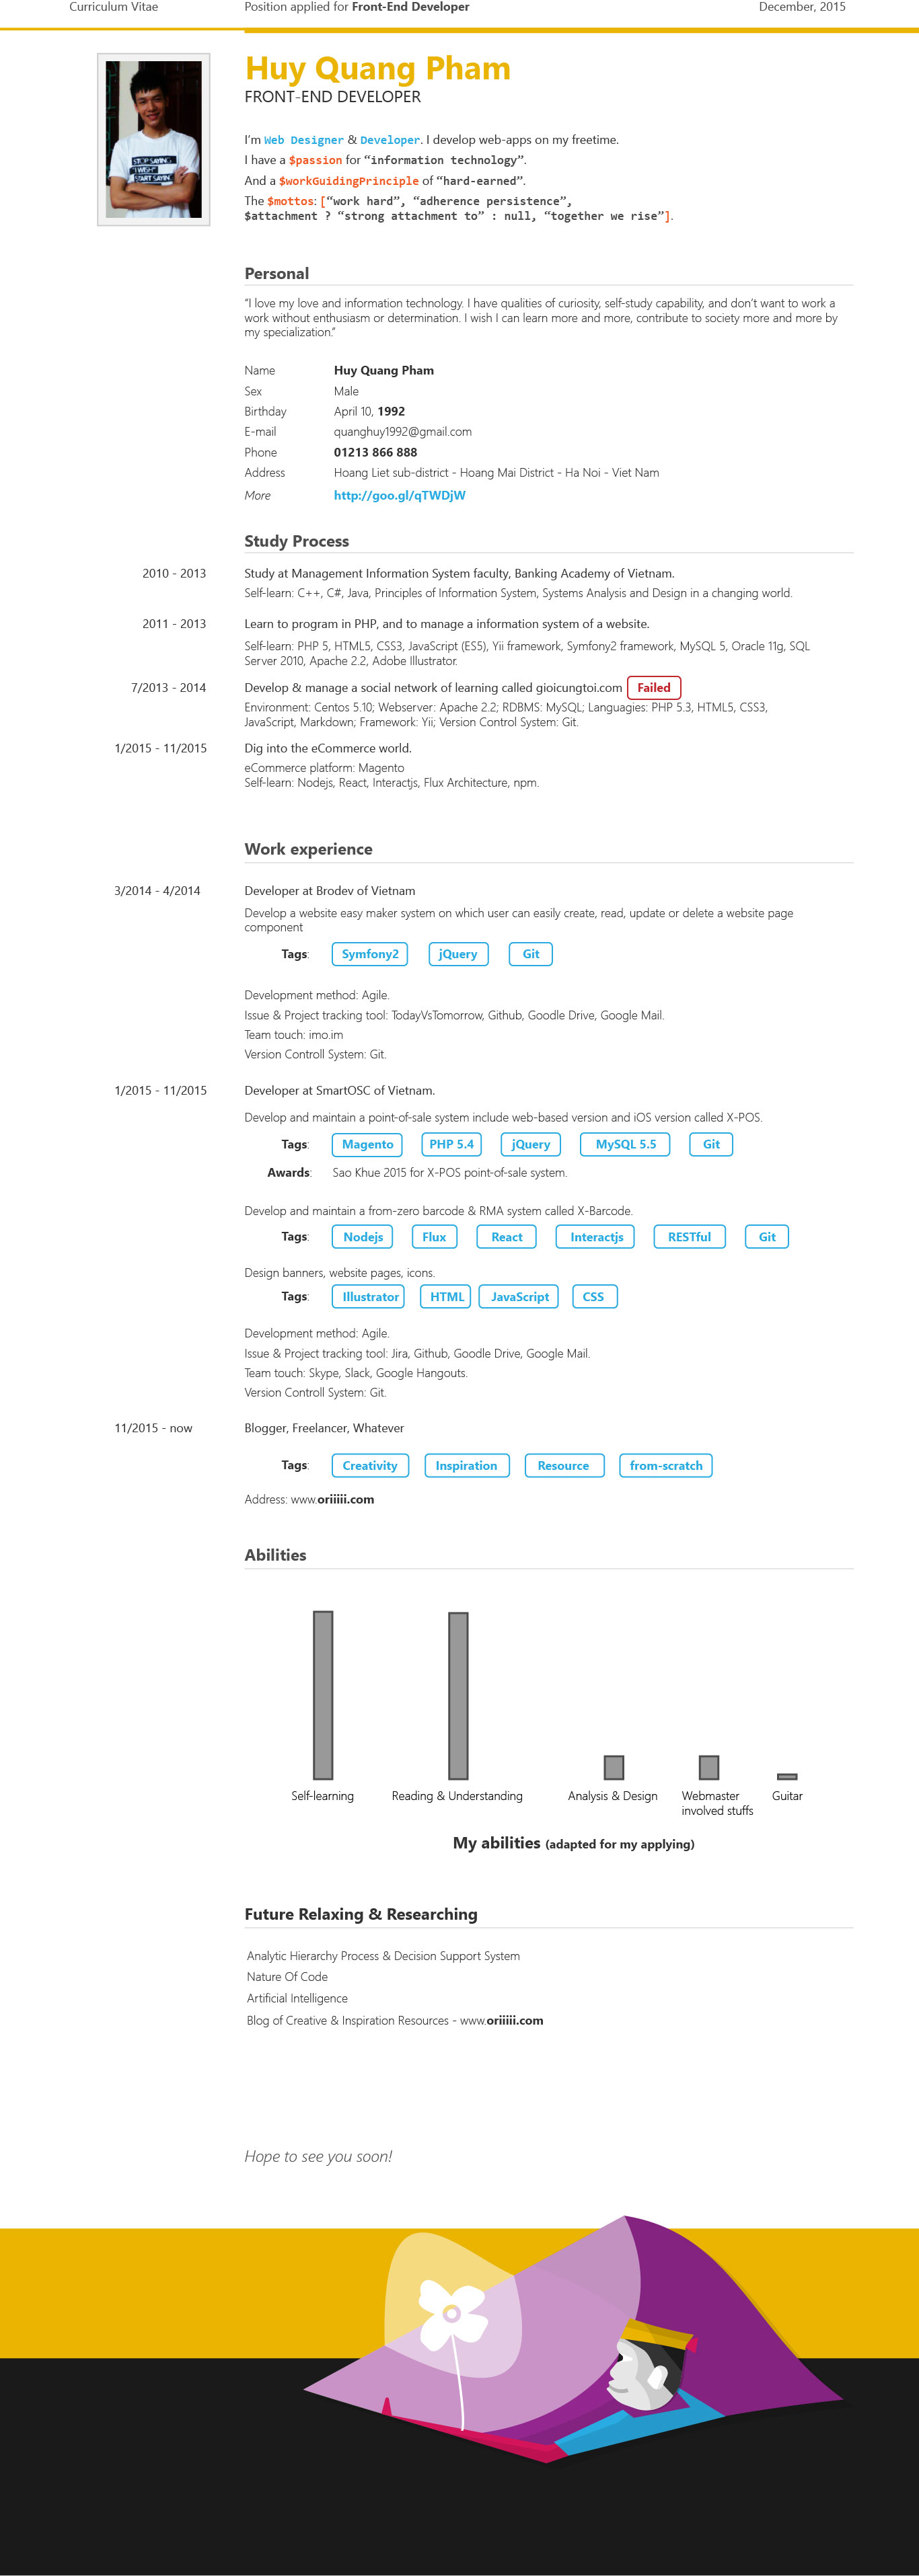 Curriculum Vitae
Position applied for Front-End Developer
December, 2015
Huy Quang Pham
FRONT-END DEVELOPER
STOP SAYING
"I WISH"
START SAYIN'
I'm Web Designer & Developer. I develop web-apps on my freetime.
I have a $passion for “information technology”.
And a $workGuidingPrinciple of “hard-earned”.
The $mottos: [“work hard”, “adherence persistence”,
$attachment ? “strong attachment to” : null, “together we rise”].
Personal
“I love my love and information technology. I have qualities of curiosity, self-study capability, and don’t want to work a
work without enthusiasm or determination. I wish I can learn more and more, contribute to society more and more by
my specialization.”
Name Huy Quang Pham
Sex Male
Birthday April 10, 1992
E-mail quanghuy1992@gmail.com
Phone 01213 866 888
Address Hoang Liet sub-district - Hoang Mai District - Ha Noi - Viet Nam
More http://goo.gl/qTWDjW
Study Process
2010 - 2013 Study at Management Information System faculty, Banking Academy of Vietnam.
Self-learn: C++, C#, Java, Principles of Information System, Systems Analysis and Design in a changing world.
2011 - 2013 Learn to program in PHP, and to manage a information system of a website.
Self-learn: PHP 5, HTML5, CSS3, JavaScript (ES5), Yii framework, Symfony2 framework, MySQL 5, Oracle 11g, SQL
Server 2010, Apache 2.2, Adobe Illustrator.
7/2013 - 2014 Develop & manage a social network of learning called gioicungtoi.com Failed
Environment: Centos 5.10; Webserver: Apache 2.2; RDBMS: MySQL; Languagies: PHP 5.3, HTML5, CSS3,
JavaScript, Markdown; Framework: Yii; Version Control System: Git.
1/2015 - 11/2015 Dig into the eCommerce world.
eCommerce platform: Magento
Self-learn: Nodejs, React, Interactjs, Flux Architecture, npm.
Work experience
3/2014 - 4/2014 Developer at Brodev of Vietnam
Develop a website easy maker system on which user can easily create, read, update or delete a website page
component
Tags: Symfony2 jQuery Git
Development method: Agile.
Issue & Project tracking tool: TodayVsTomorrow, Github, Goodle Drive, Google Mail.
Team touch: imo.im
Version Controll System: Git.
1/2015 - 11/2015 Developer at SmartOSC of Vietnam.
Develop and maintain a point-of-sale system include web-based version and iOS version called X-POS.
Tags: Magento PHP 5.4 jQuery MySQL 5.5 Git
Awards: Sao Khue 2015 for X-POS point-of-sale system.
Develop and maintain a from-zero barcode & RMA system called X-Barcode.
Tags: Nodejs Flux React Interactjs RESTful Git
Design banners, website pages, icons.
Tags: Illustrator HTML JavaScript CSS
Development method: Agile.
Issue & Project tracking tool: Jira, Github, Goodle Drive, Google Mail.
Team touch: Skype, Slack, Google Hangouts.
Version Controll System: Git.
11/2015 - now Blogger, Freelancer, Whatever
Tags: Creativity Inspiration Resource from-scratch
Address: www.oriiiii.com
Abilities
Self-learning Reading & Understanding Analysis & Design Webmaster Guitar
involved stuffs
My abilities (adapted for my applying)
Future Relaxing & Researching
Analytic Hierarchy Process & Decision Support System
Nature Of Code
Artificial Intelligence
Blog of Creative & Inspiration Resources - www.oriiiii.com
Hope to see you soon!